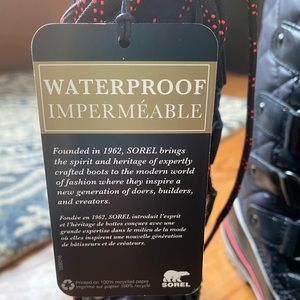 WATERPROOF
IMPERMÉABLE
Founded in 1962, SOREL brings
the spirit and heritage of expertly
crafted boots to the modern world
of fashion where they inspire a
new generation of doers, builders,
and creators.
Fondée en 1962, SOREL introduit l'esprit
et l'héritage de bottes conçues avec une
grande expertise dans le milieu de la mode
où elles inspirent une nouvelle génération
de bâtisseurs et de créateurs.
Printed on 100% recycled paper
Imprimé sur papier 100% recyclé
SOREL